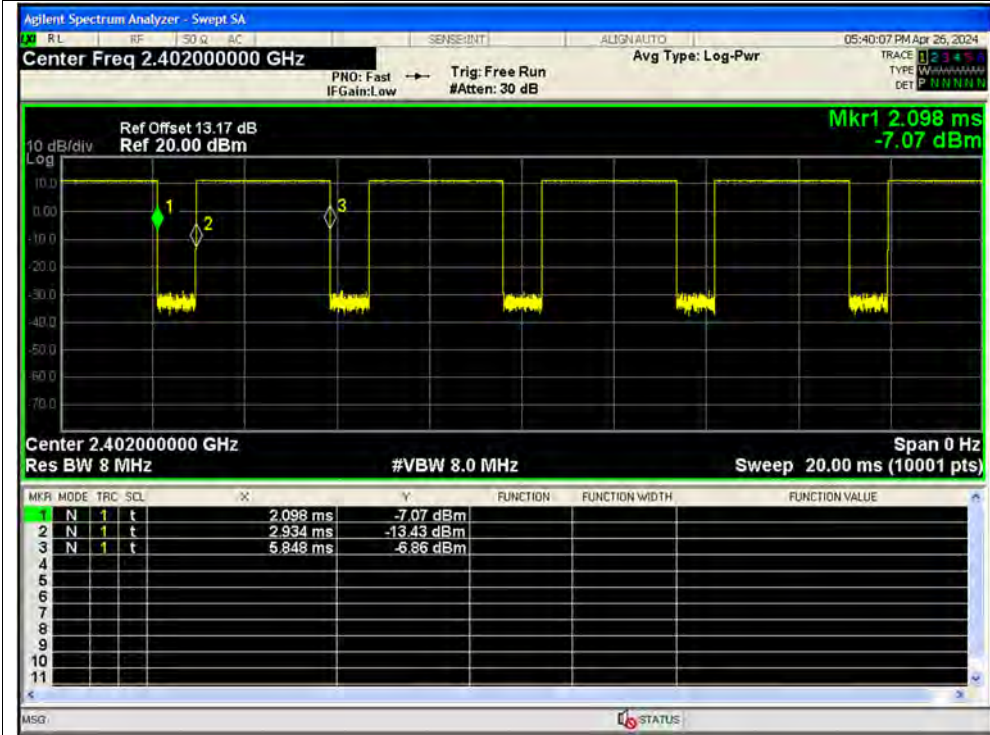 Agilent Spectrum Analyzer - Swept SA
LXI RL RF 50 Ω AC SENSE:INT ALIGN AUTO 05:40:07 PM Apr 26, 2024
Center Freq 2.402000000 GHz
PNO: Fast
IFGain:Low
Trig: Free Run
#Atten: 30 dB
Avg Type: Log-Pwr
TRACE 1 2 3 4 5 6
TYPE W
DET P N N N N N
Mkr1 2.098 ms
-7.07 dBm
Ref Offset 13.17 dB
10 dB/div Ref 20.00 dBm
Log
10.0
0.00
-10.0
-20.0
-30.0
-40.0
-50.0
-60.0
-70.0
1
2
3
Center 2.402000000 GHz Span 0 Hz
Res BW 8 MHz #VBW 8.0 MHz Sweep 20.00 ms (10001 pts)
MKR MODE TRC SCL X Y FUNCTION FUNCTION WIDTH FUNCTION VALUE
1 N 1 t 2.098 ms -7.07 dBm
2 N 1 t 2.934 ms -13.43 dBm
3 N 1 t 5.848 ms -6.86 dBm
4
5
6
7
8
9
10
11
MSG STATUS